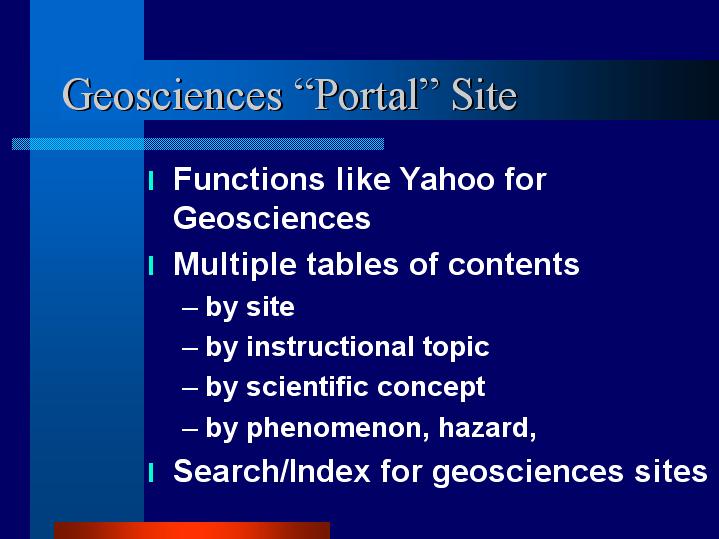 Geosciences “Portal” Site
l Functions like Yahoo for
Geosciences
l Multiple tables of contents
– by site
– by instructional topic
– by scientific concept
– by phenomenon, hazard,
l Search/Index for geosciences sites